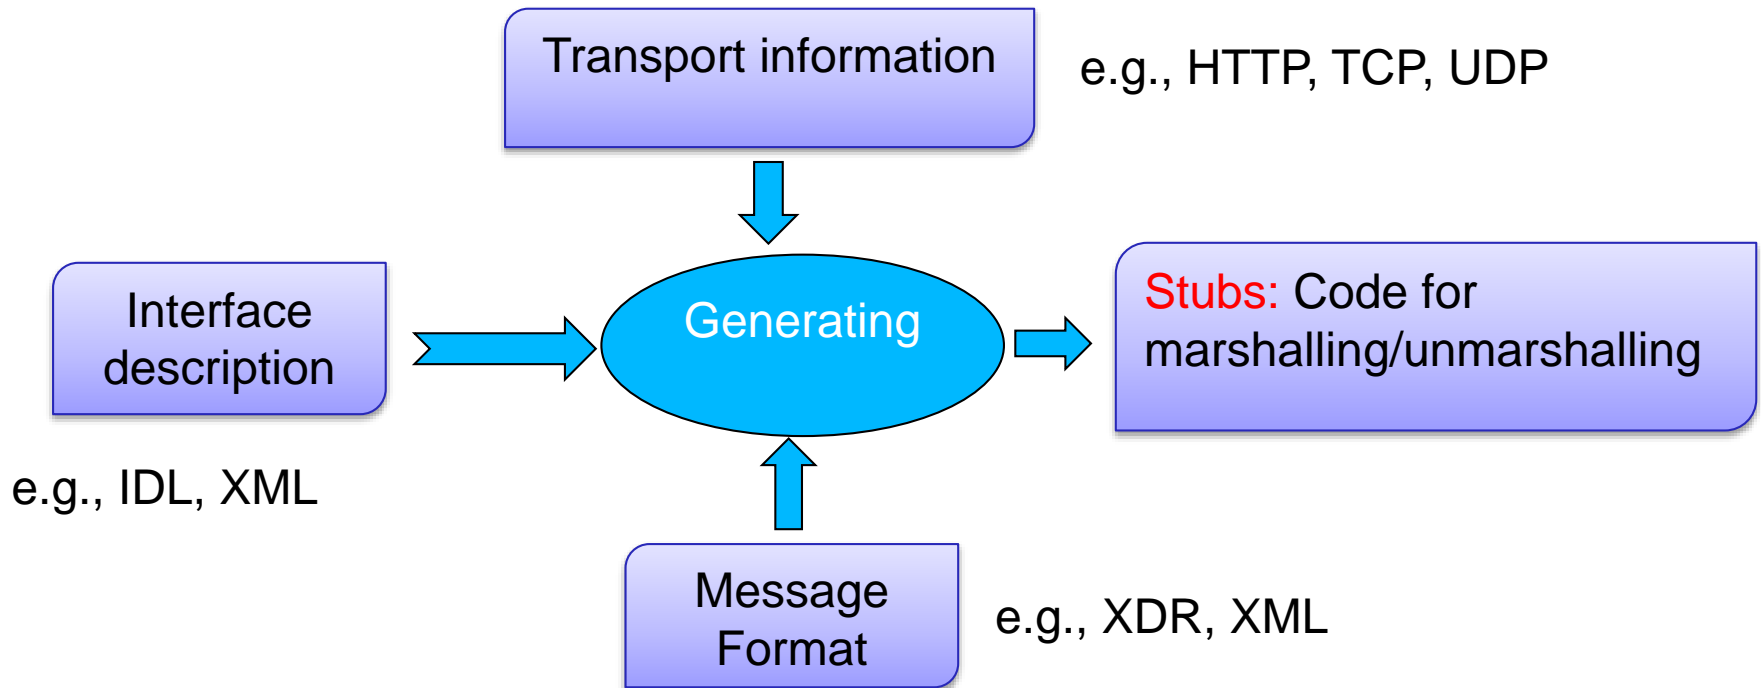 Transport information
e.g., HTTP, TCP, UDP
Interface
description
e.g., IDL, XML
Generating
Stubs: Code for
marshalling/unmarshalling
Message
Format
e.g., XDR, XML